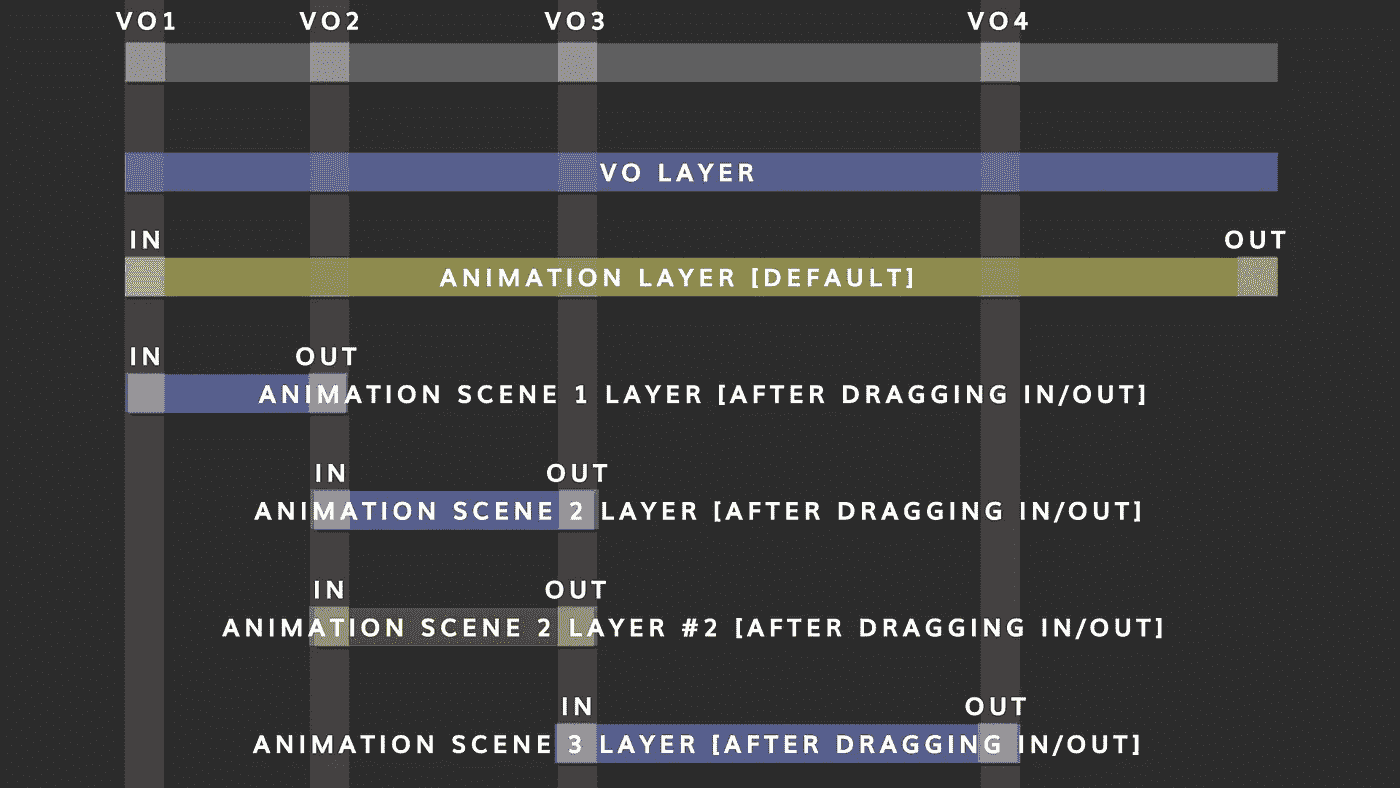 VO1 VO2 VO3 VO4
VO LAYER
IN OUT
ANIMATION LAYER [DEFAULT]
IN OUT
ANIMATION SCENE 1 LAYER [AFTER DRAGGING IN/OUT]
IN OUT
ANIMATION SCENE 2 LAYER [AFTER DRAGGING IN/OUT]
IN OUT
ANIMATION SCENE 2 LAYER #2 [AFTER DRAGGING IN/OUT]
IN OUT
ANIMATION SCENE 3 LAYER [AFTER DRAGGING IN/OUT]